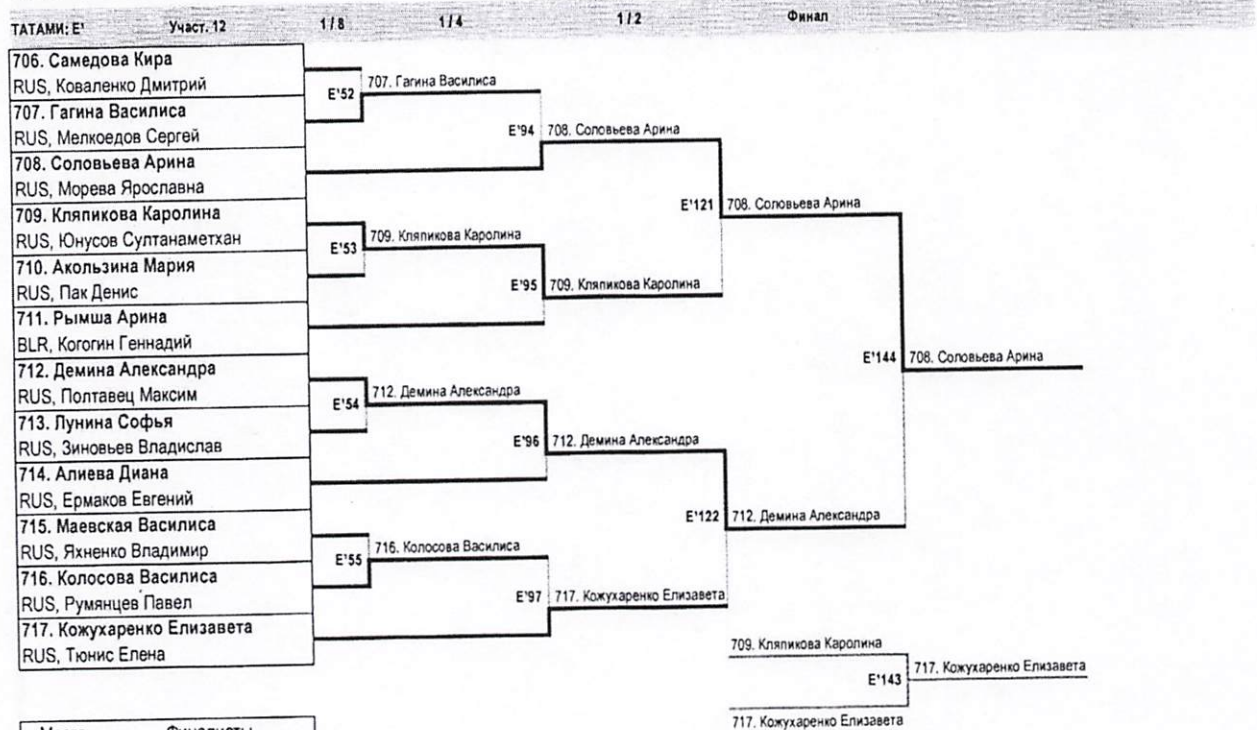 ТАТАМИ: E' Участ. 12 1 / 8 1 / 4 1 / 2 Финал
706. Самедова Кира
RUS, Коваленко Дмитрий
707. Гагина Василиса
RUS, Мелкоедов Сергей
708. Соловьева Арина
RUS, Морева Ярославна
709. Кляпикова Каролина
RUS, Юнусов Султанаметхан
710. Акользина Мария
RUS, Пак Денис
711. Рымша Арина
BLR, Когогин Геннадий
712. Демина Александра
RUS, Полтавец Максим
713. Лунина Софья
RUS, Зиновьев Владислав
714. Алиева Диана
RUS, Ермаков Евгений
715. Маевская Василиса
RUS, Яхненко Владимир
716. Колосова Василиса
RUS, Румянцев Павел
717. Кожухаренко Елизавета
RUS, Тюнис Елена
E'52
707. Гагина Василиса
E'53
709. Кляпикова Каролина
E'54
712. Демина Александра
E'55
716. Колосова Василиса
E'94
708. Соловьева Арина
E'95
709. Кляпикова Каролина
E'96
712. Демина Александра
E'97
717. Кожухаренко Елизавета
E'121
708. Соловьева Арина
E'122
712. Демина Александра
E'144
708. Соловьева Арина
709. Кляпикова Каролина
E'143
717. Кожухаренко Елизавета
717. Кожухаренко Елизавета
Финалисты